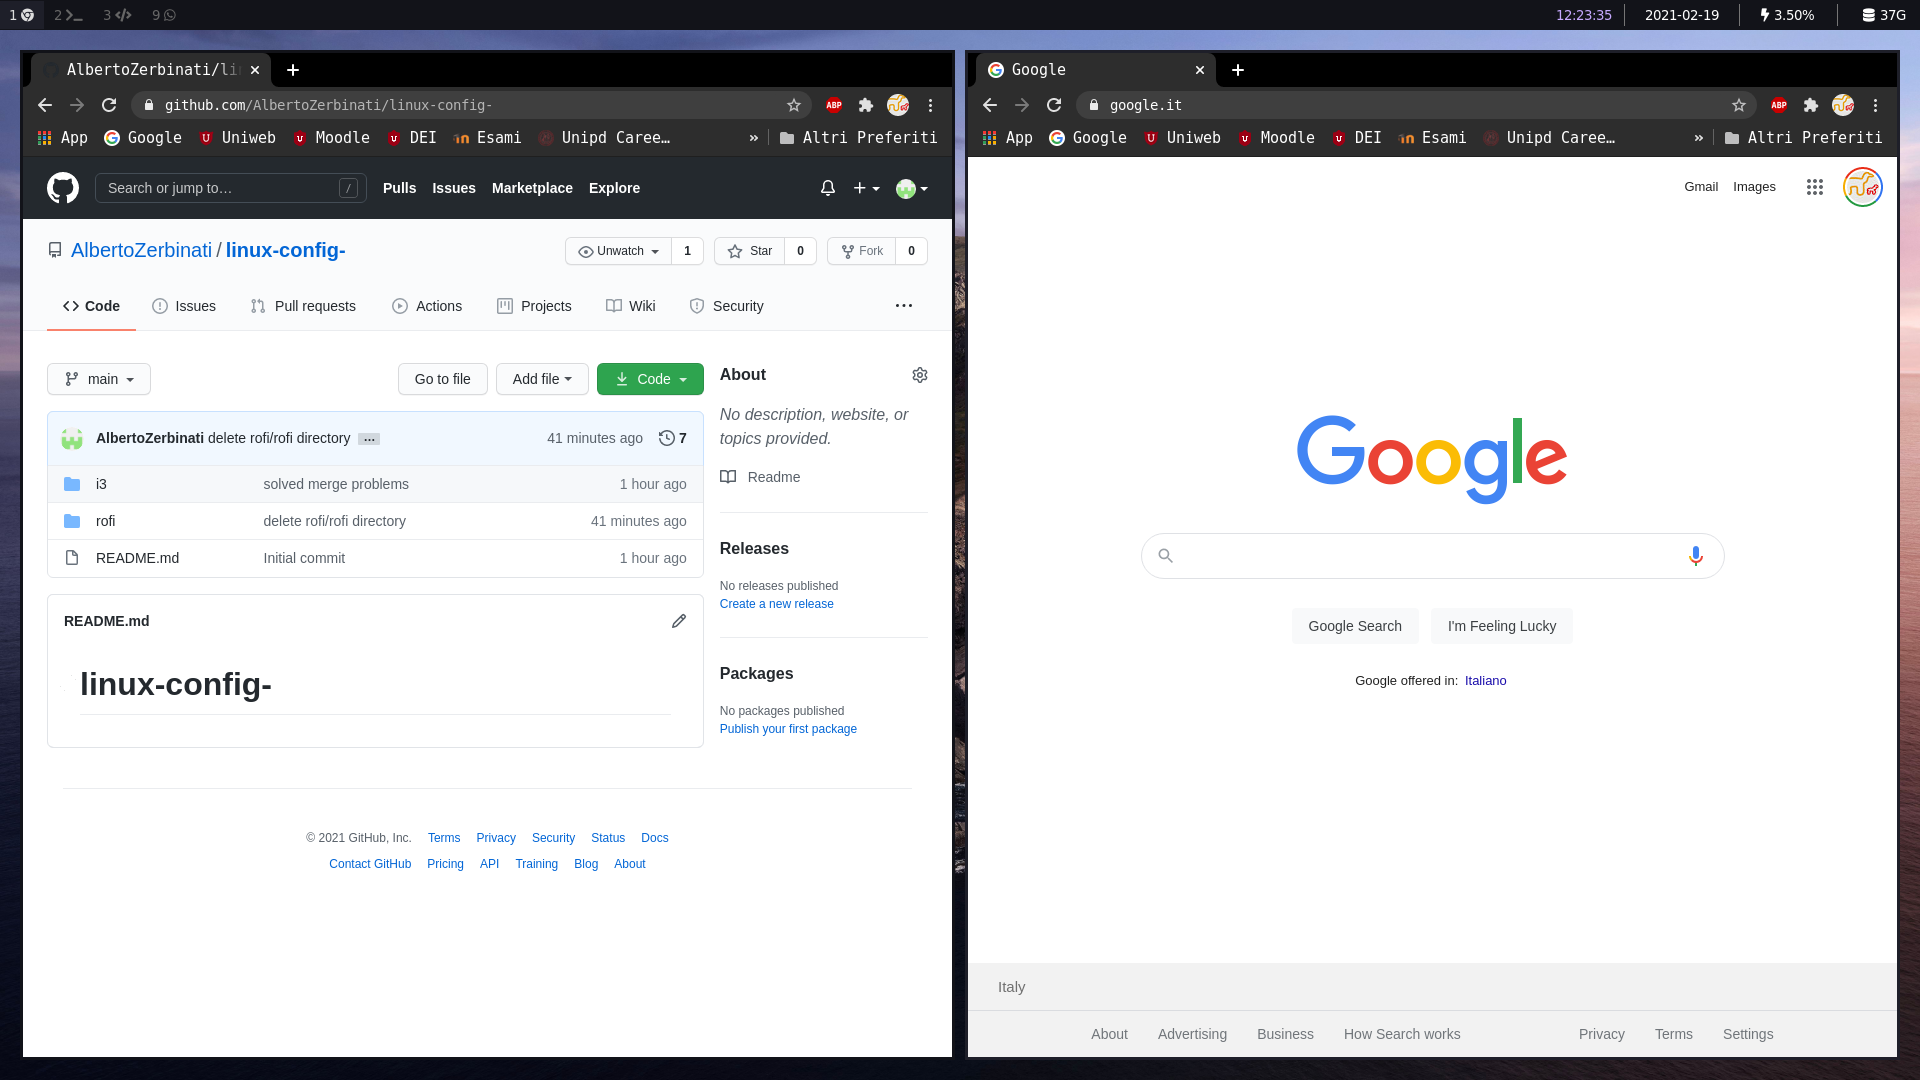 1 2 3 9 12:23:35 2021-02-19 3.50% 37G
AlbertoZerbinati/li
github.com/AlbertoZerbinati/linux-config-
App Google Uniweb Moodle DEI Esami Unipd Caree… » Altri Preferiti
Search or jump to… / Pulls Issues Marketplace Explore
AlbertoZerbinati / linux-config- Unwatch 1 Star 0 Fork 0
Code Issues Pull requests Actions Projects Wiki Security
main Go to file Add file Code
AlbertoZerbinati delete rofi/rofi directory … 41 minutes ago 7
i3 solved merge problems 1 hour ago
rofi delete rofi/rofi directory 41 minutes ago
README.md Initial commit 1 hour ago
README.md
linux-config-
About
No description, website, or
topics provided.
Readme
Releases
No releases published
Create a new release
Packages
No packages published
Publish your first package
© 2021 GitHub, Inc. Terms Privacy Security Status Docs
Contact GitHub Pricing API Training Blog About
Google
google.it
ABP
App Google Uniweb Moodle DEI Esami Unipd Caree… » Altri Preferiti
Gmail Images
Google
Google Search I'm Feeling Lucky
Google offered in: Italiano
Italy
About Advertising Business How Search works Privacy Terms Settings